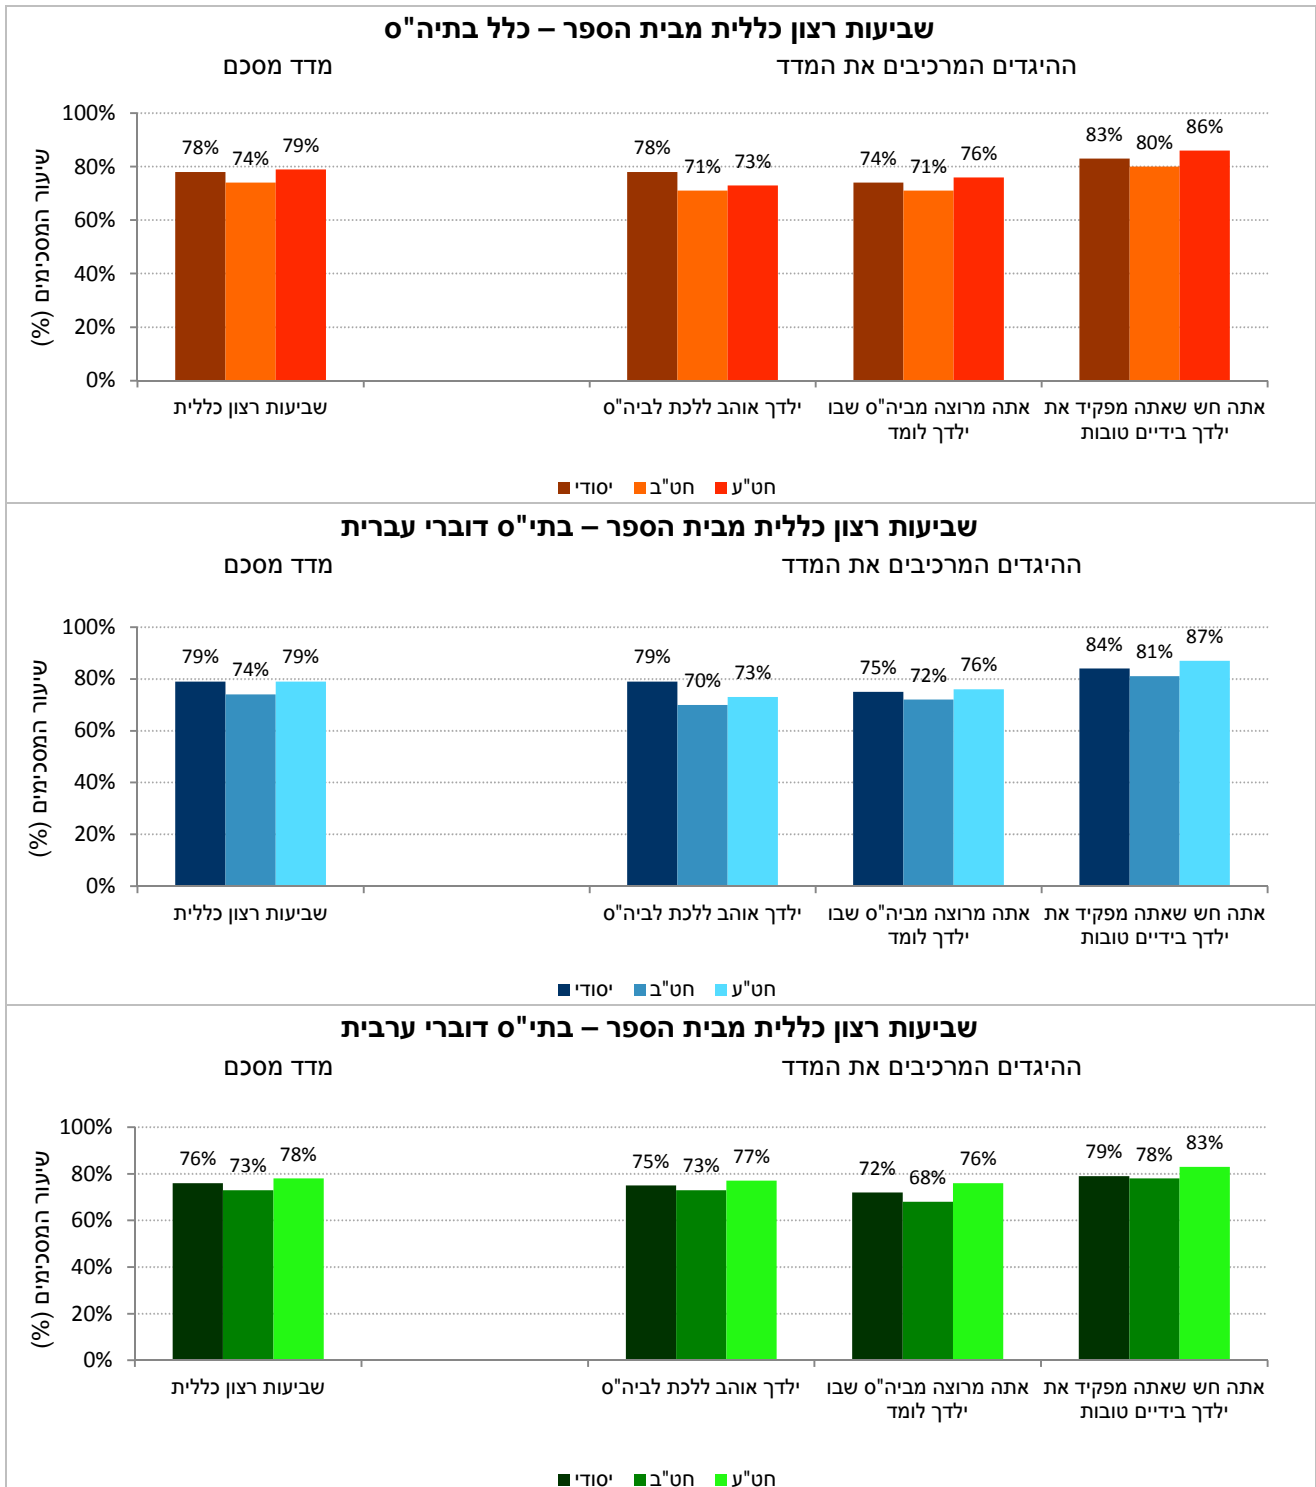 שביעות רצון כללית מבית הספר – כלל בתיה"ס
ההיגדים המרכיבים את המדד
מדד מסכם
שיעור המסכימים (%)
100%
80%
60%
40%
20%
0%
78% 74% 79%
78% 71% 73%
74% 71% 76%
83% 80% 86%
שביעות רצון כללית
ילדך אוהב ללכת לביה"ס
אתה מרוצה מביה"ס שבו
ילדך לומד
אתה חש שאתה מפקיד את
ילדך בידיים טובות
יסודי חט"ב חט"ע
שביעות רצון כללית מבית הספר – בתי"ס דוברי עברית
ההיגדים המרכיבים את המדד
מדד מסכם
שיעור המסכימים (%)
100%
80%
60%
40%
20%
0%
79% 74% 79%
79% 70% 73%
75% 72% 76%
84% 81% 87%
שביעות רצון כללית
ילדך אוהב ללכת לביה"ס
אתה מרוצה מביה"ס שבו
ילדך לומד
אתה חש שאתה מפקיד את
ילדך בידיים טובות
יסודי חט"ב חט"ע
שביעות רצון כללית מבית הספר – בתי"ס דוברי ערבית
ההיגדים המרכיבים את המדד
מדד מסכם
שיעור המסכימים (%)
100%
80%
60%
40%
20%
0%
76% 73% 78%
75% 73% 77%
72% 68% 76%
79% 78% 83%
שביעות רצון כללית
ילדך אוהב ללכת לביה"ס
אתה מרוצה מביה"ס שבו
ילדך לומד
אתה חש שאתה מפקיד את
ילדך בידיים טובות
יסודי חט"ב חט"ע